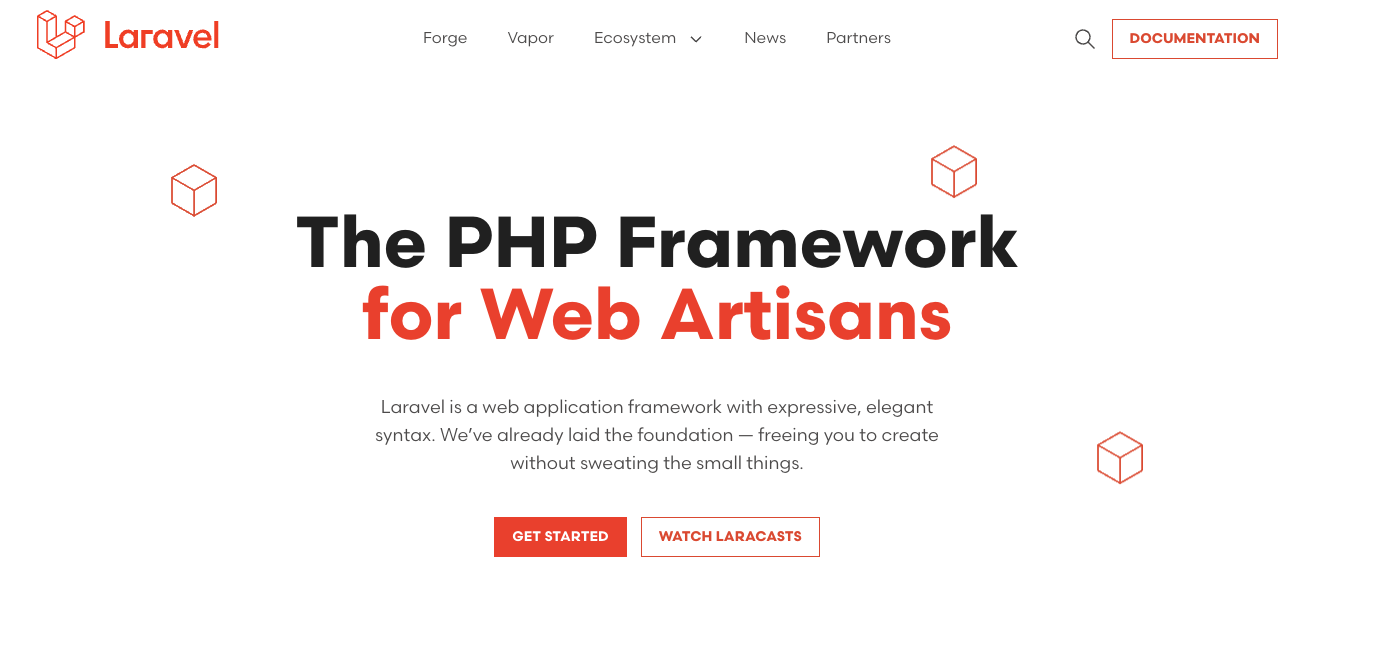 Laravel
Forge
Vapor
Ecosystem
News
Partners
DOCUMENTATION
The PHP Framework
for Web Artisans
Laravel is a web application framework with expressive, elegant
syntax. We’ve already laid the foundation — freeing you to create
without sweating the small things.
GET STARTED
WATCH LARACASTS